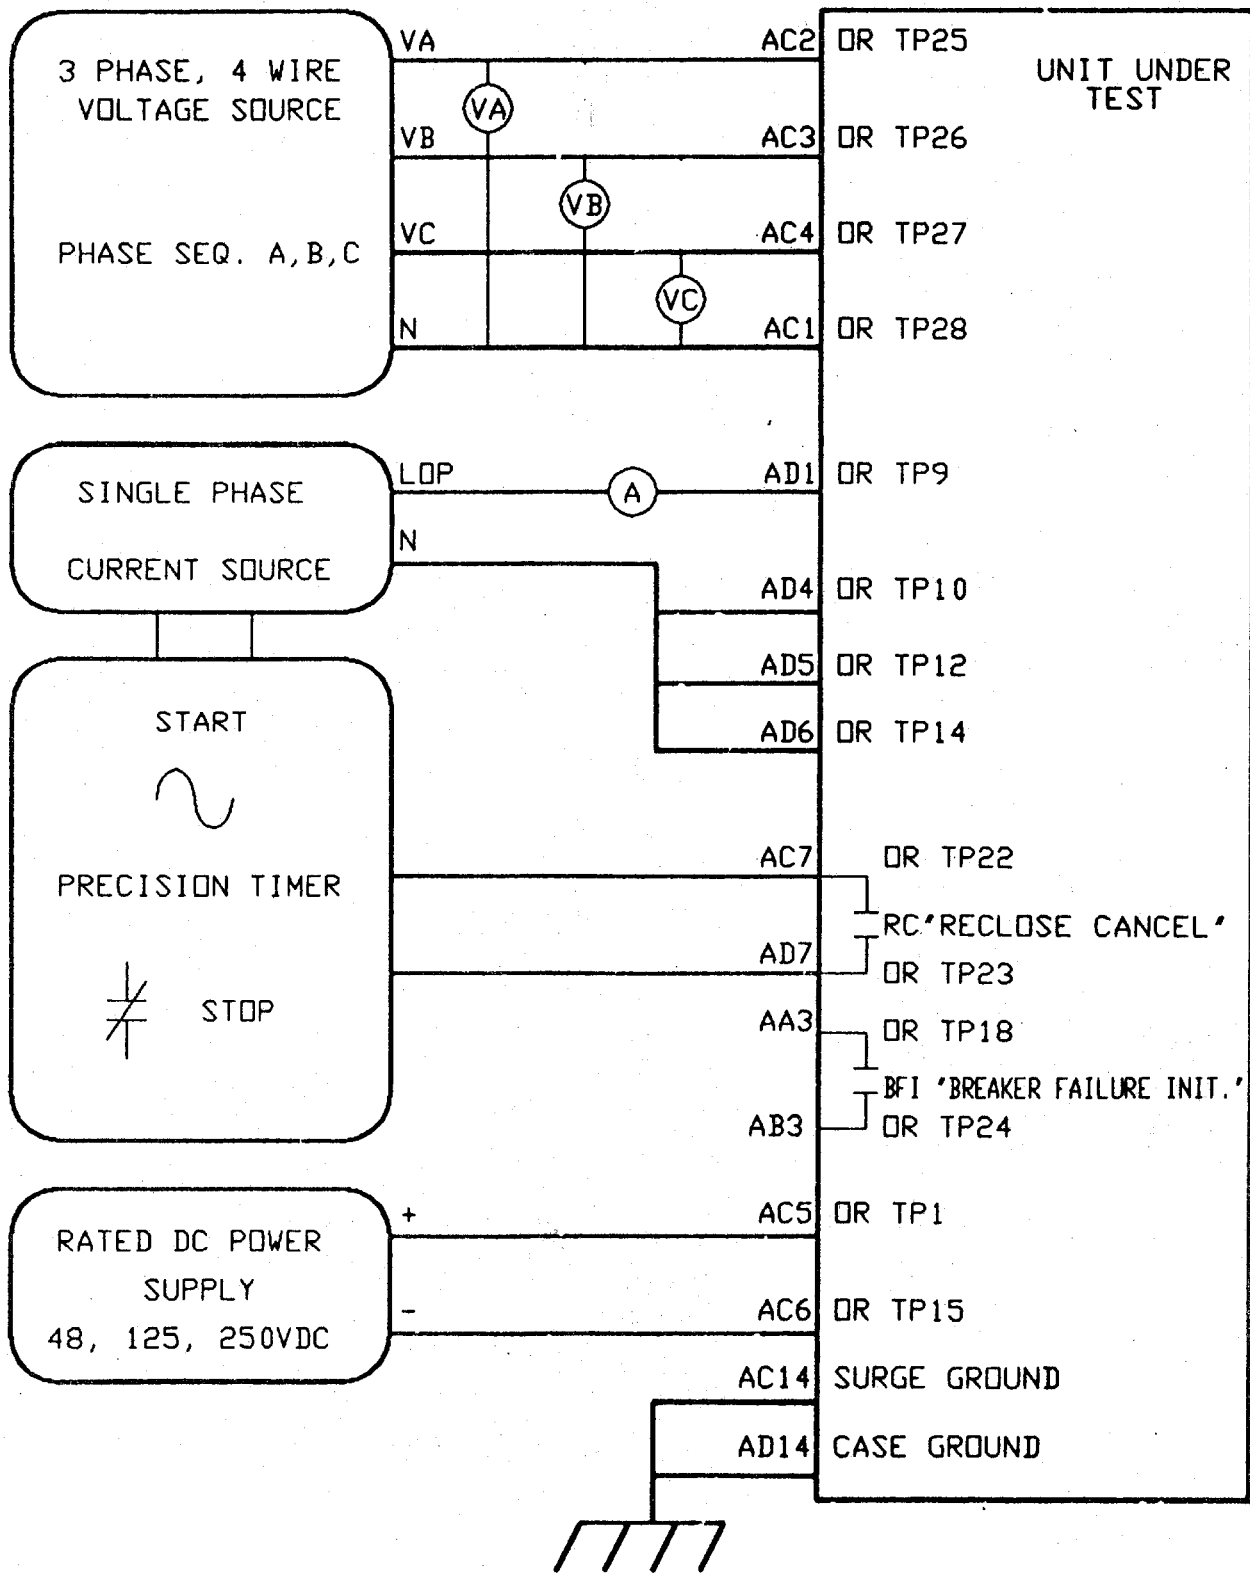 3 PHASE, 4 WIRE
VOLTAGE SOURCE
PHASE SEQ. A,B,C
VA
AC2 OR TP25
UNIT UNDER
TEST
VA
VB
AC3 OR TP26
VB
VC
AC4 OR TP27
VC
N
AC1 OR TP28
SINGLE PHASE
CURRENT SOURCE
LOP
A
AD1 OR TP9
N
AD4 OR TP10
AD5 OR TP12
AD6 OR TP14
START
PRECISION TIMER
STOP
AC7 OR TP22
RC'RECLOSE CANCEL'
AD7 OR TP23
AA3 OR TP18
BFI 'BREAKER FAILURE INIT.'
AB3 OR TP24
RATED DC POWER
SUPPLY
48, 125, 250VDC
+
AC5 OR TP1
-
AC6 OR TP15
AC14 SURGE GROUND
AD14 CASE GROUND